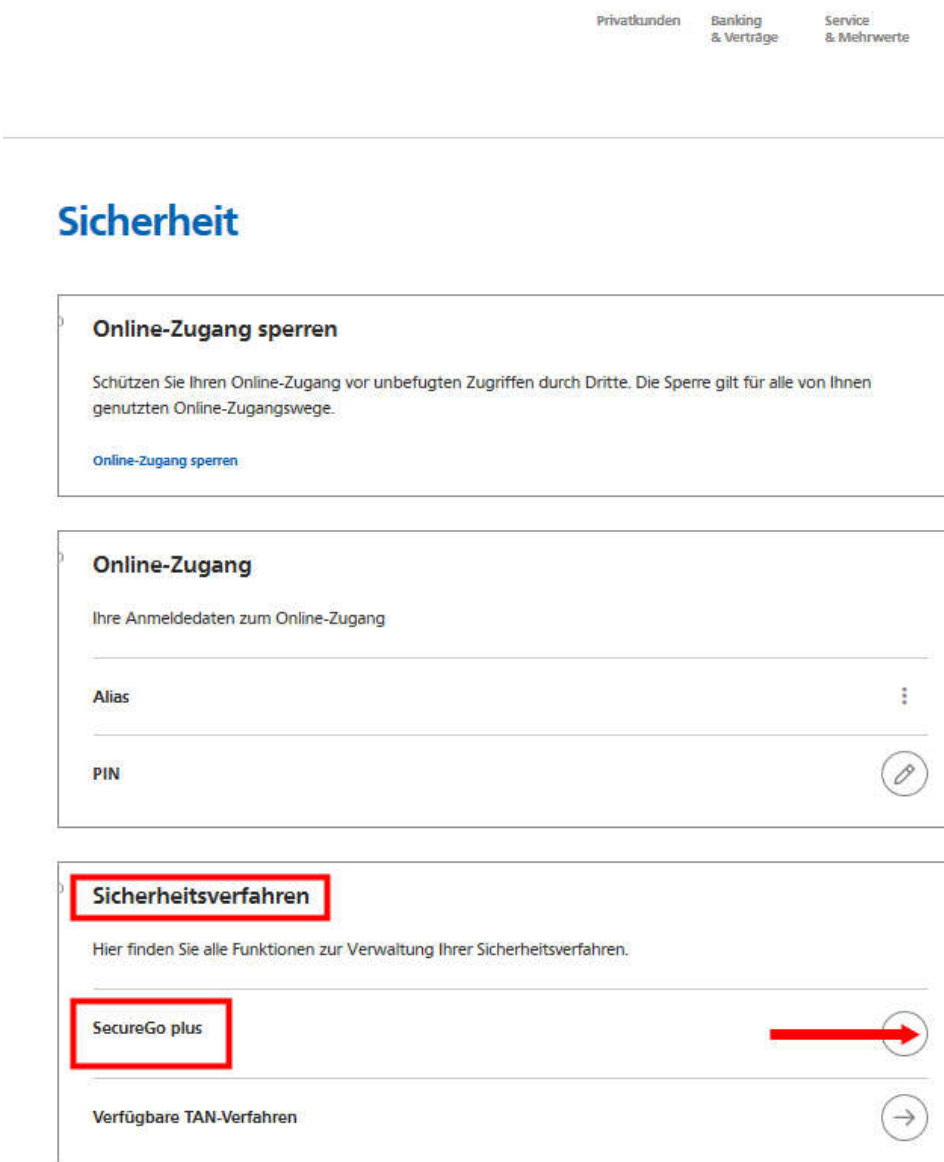 Privatkunden
Banking
& Verträge
Service
& Mehrwerte
Sicherheit
Online-Zugang sperren
Schützen Sie Ihren Online-Zugang vor unbefugten Zugriffen durch Dritte. Die Sperre gilt für alle von Ihnen
genutzten Online-Zugangswege.
Online-Zugang sperren
Online-Zugang
Ihre Anmeldedaten zum Online-Zugang
Alias
PIN
Sicherheitsverfahren
Hier finden Sie alle Funktionen zur Verwaltung Ihrer Sicherheitsverfahren.
SecureGo plus
Verfügbare TAN-Verfahren